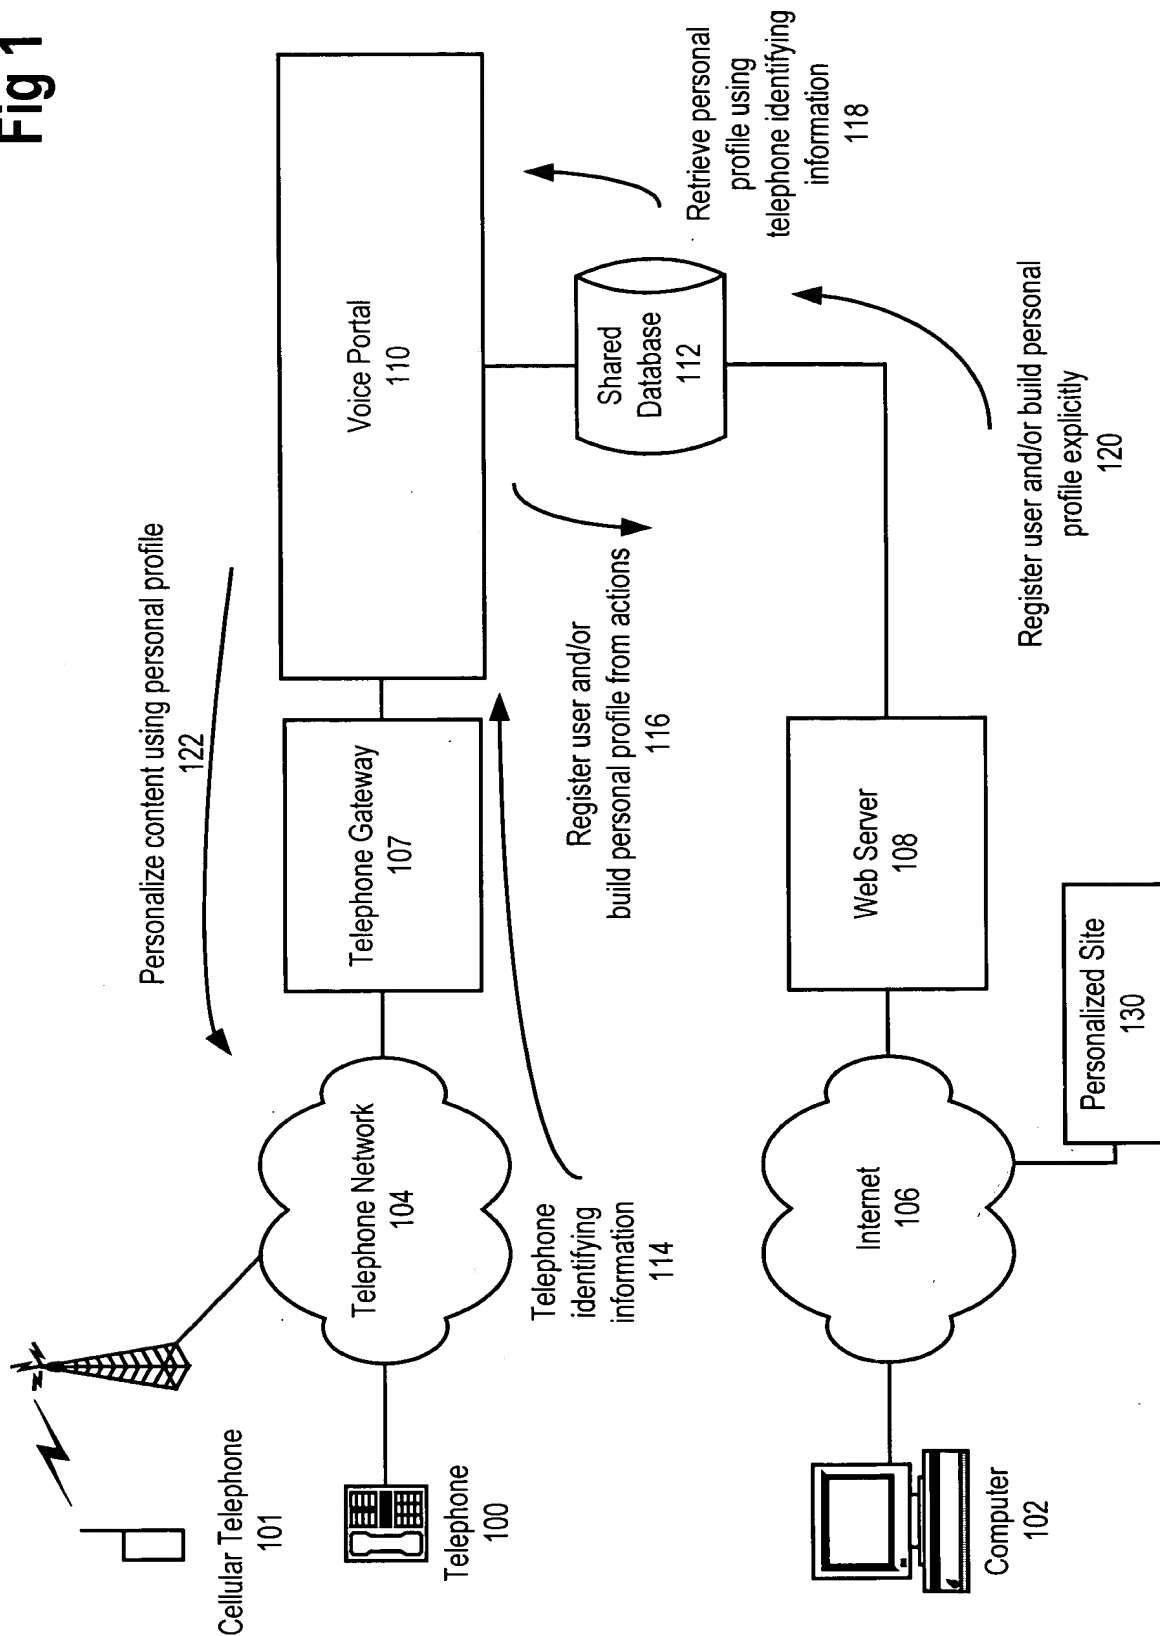 Fig 1
Personalize content using personal profile
122
Cellular Telephone
101
Telephone
100
Telephone Network
104
Telephone Gateway
107
Voice Portal
110
Telephone
identifying
information
114
Register user and/or
build personal profile from actions
116
Shared
Database
112
Retrieve personal
profile using
telephone identifying
information
118
Computer
102
Internet
106
Web Server
108
Register user and/or build personal
profile explicitly
120
Personalized Site
130